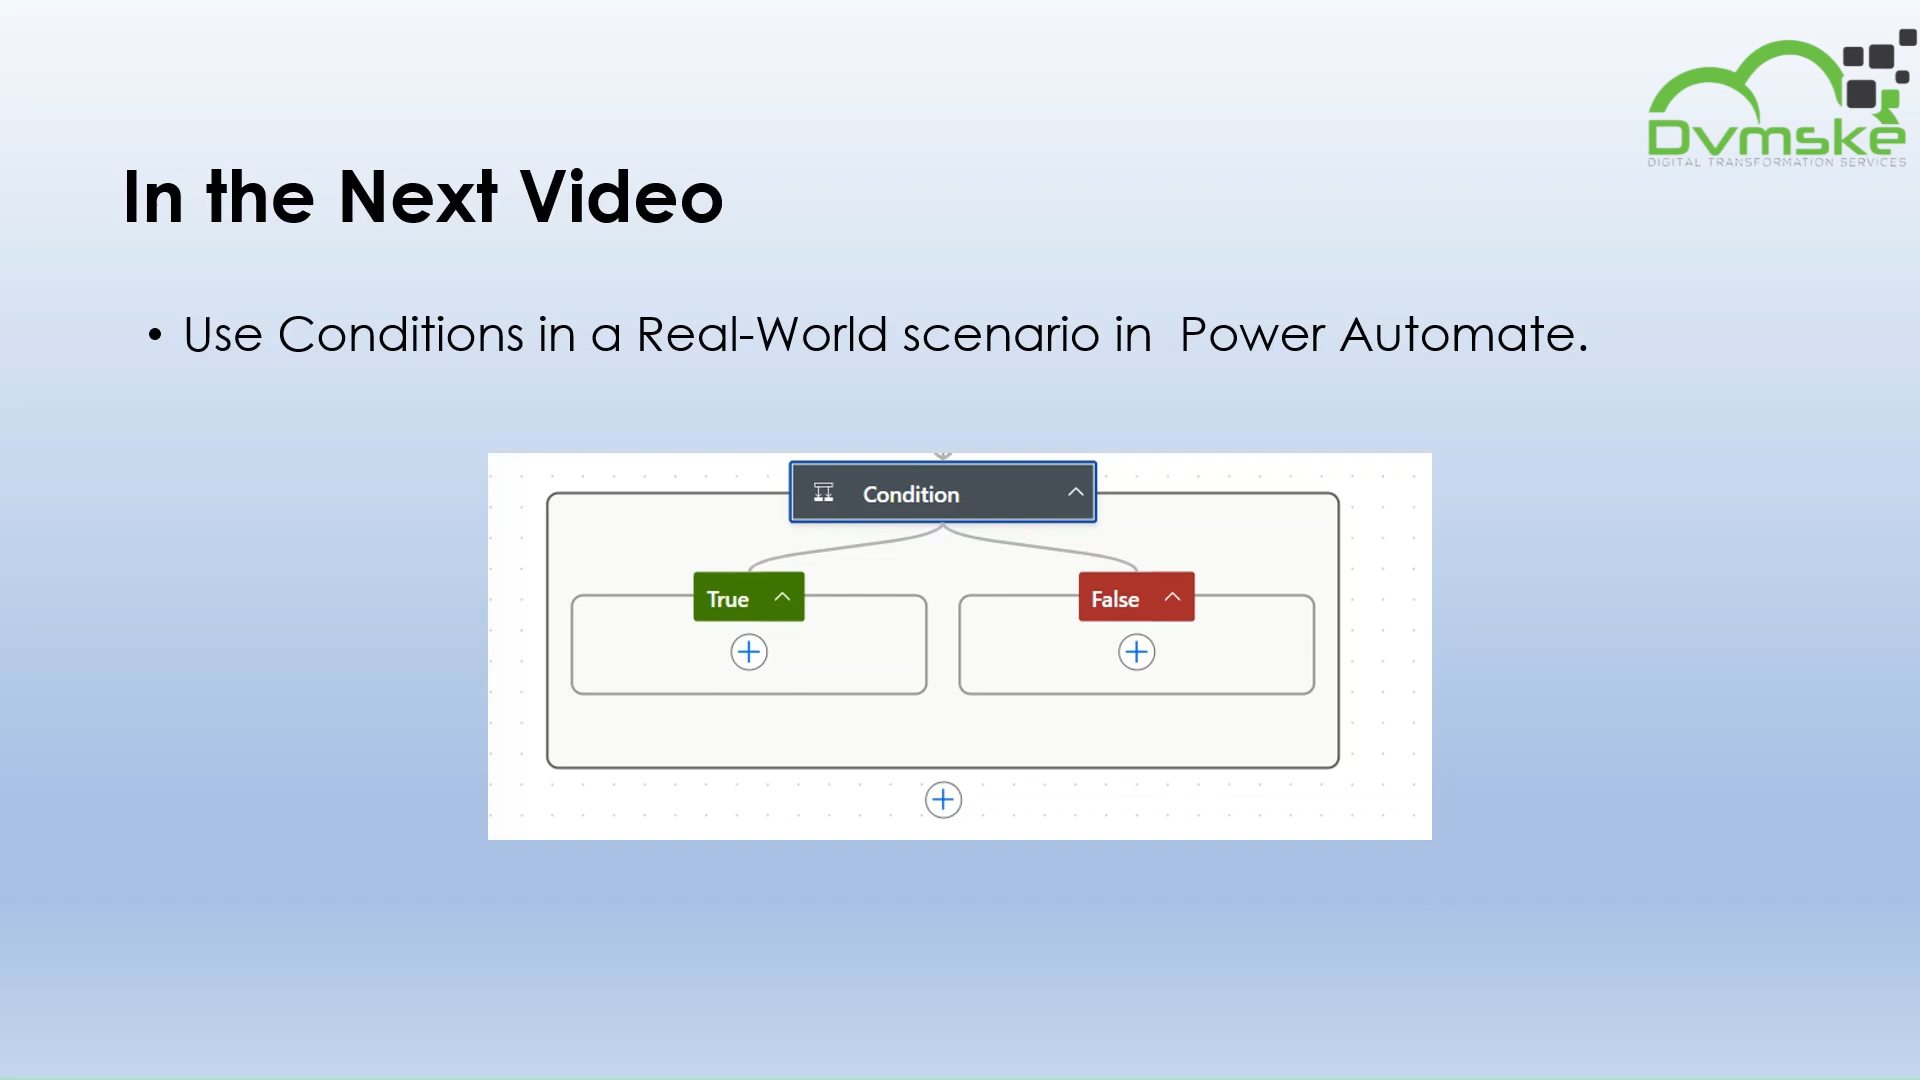 Dvmske
DIGITAL TRANSFORMATION SERVICES
In the Next Video
• Use Conditions in a Real-World scenario in  Power Automate.
Condition
True
False